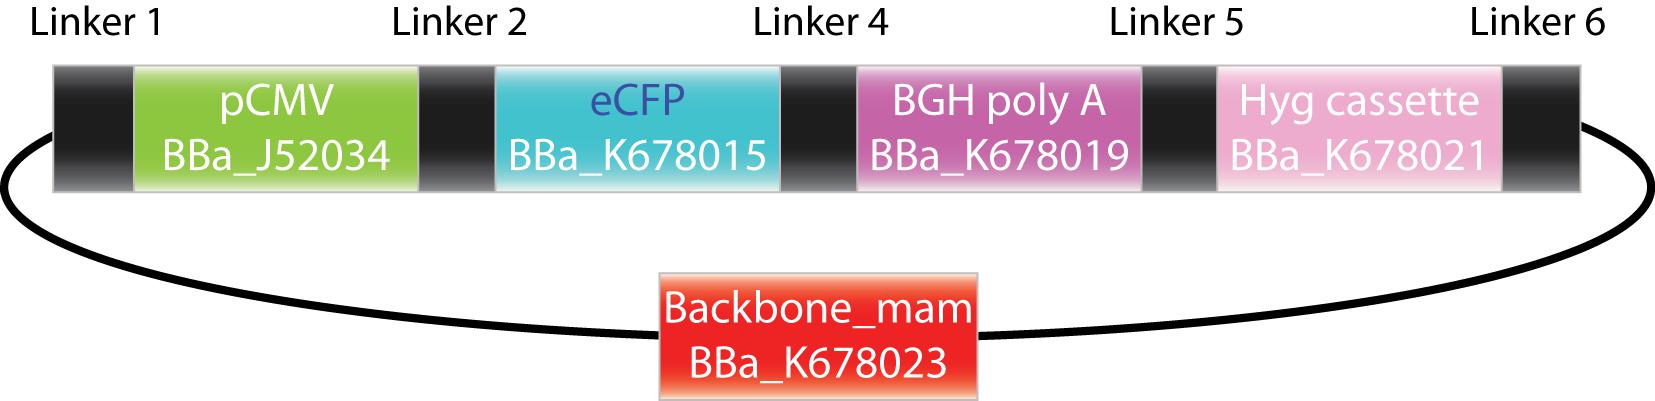 Linker 1
Linker 2
Linker 4
Linker 5
Linker 6
pCMV
BBa_J52034
eCFP
BBa_K678015
BGH poly A
BBa_K678019
Hyg cassette
BBa_K678021
Backbone_mam
BBa_K678023